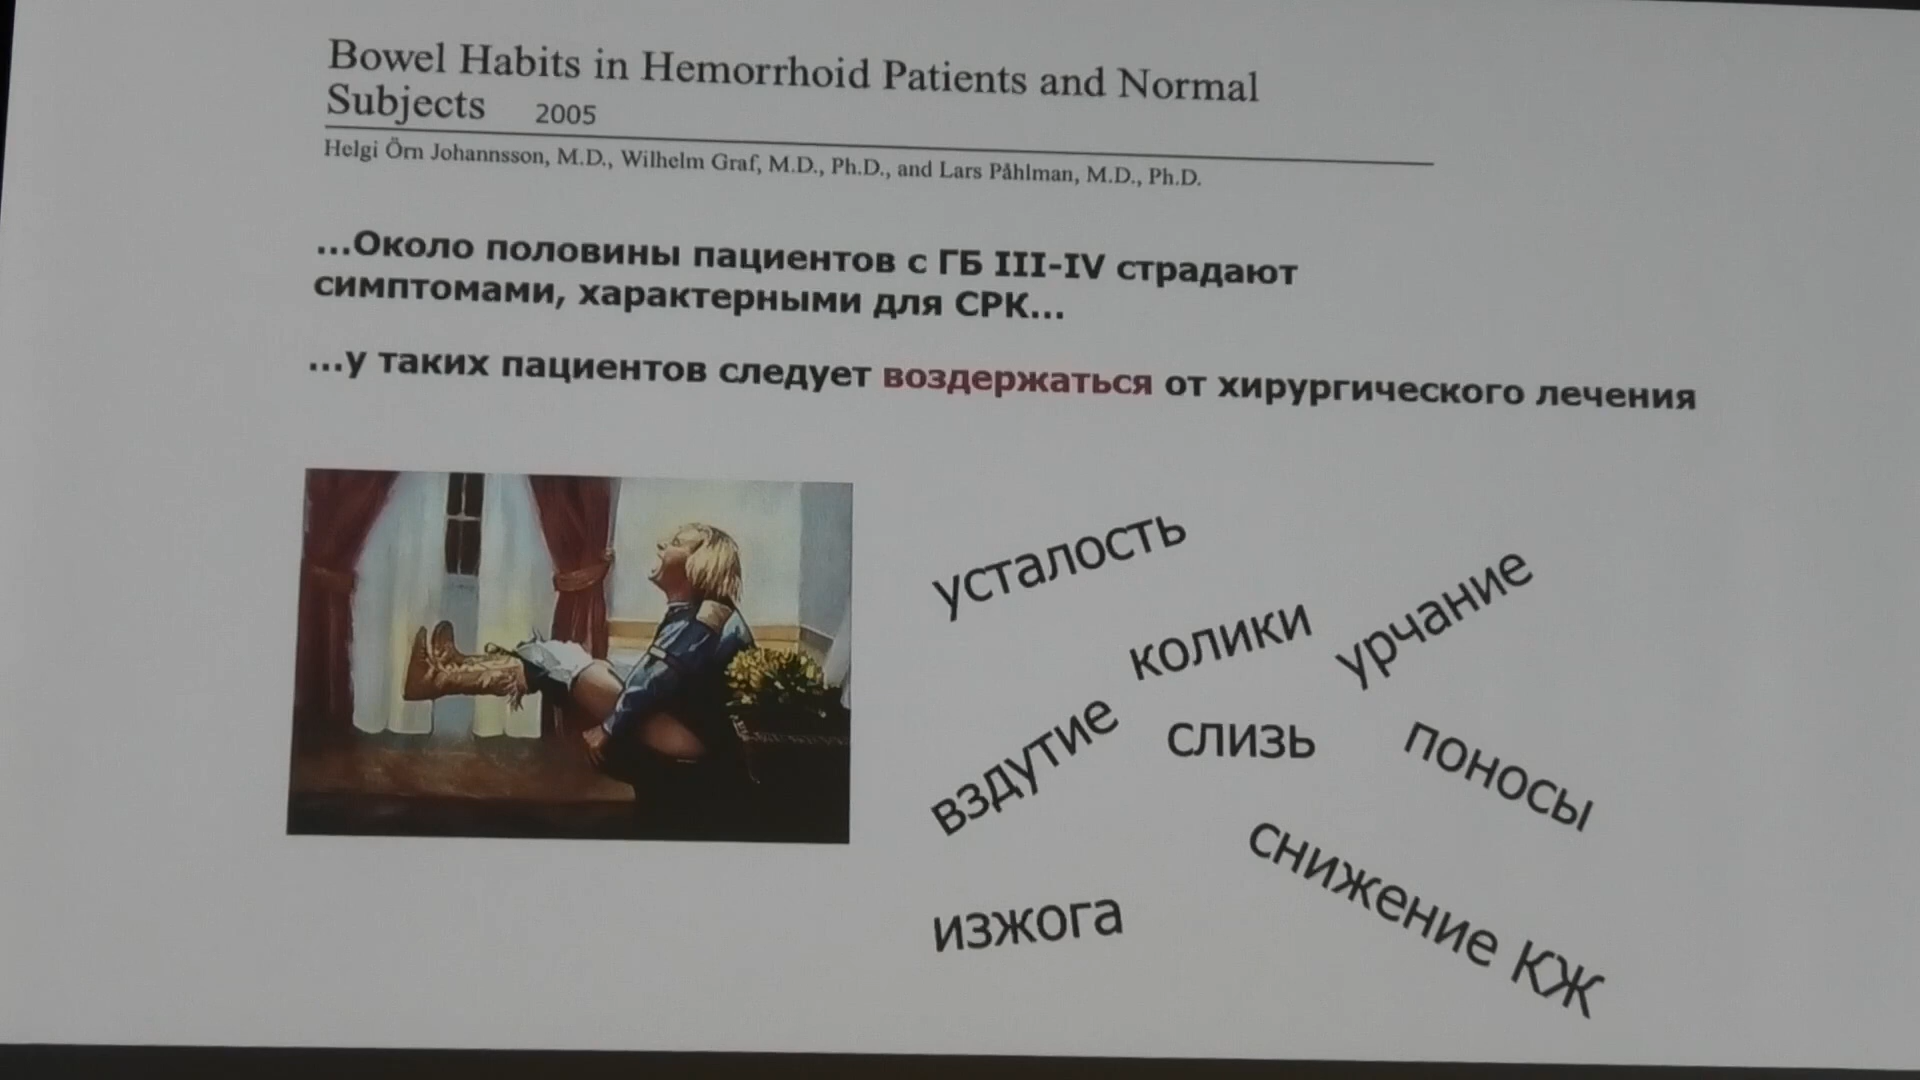 Bowel Habits in Hemorrhoid Patients and Normal
Subjects 2005
Helgi Örn Johannsson, M.D., Wilhelm Graf, M.D., Ph.D., and Lars Påhlman, M.D., Ph.D.
...Около половины пациентов с ГБ III-IV страдают
симптомами, характерными для СРК...
...у таких пациентов следует воздержаться от хирургического лечения
усталость
колики
урчание
вздутие
слизь
поносы
изжога
снижение КЖ